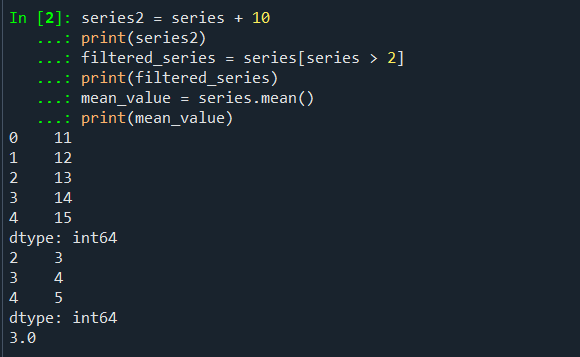 In [2]: series2 = series + 10
   ...: print(series2)
   ...: filtered_series = series[series > 2]
   ...: print(filtered_series)
   ...: mean_value = series.mean()
   ...: print(mean_value)
0    11
1    12
2    13
3    14
4    15
dtype: int64
2    3
3    4
4    5
dtype: int64
3.0